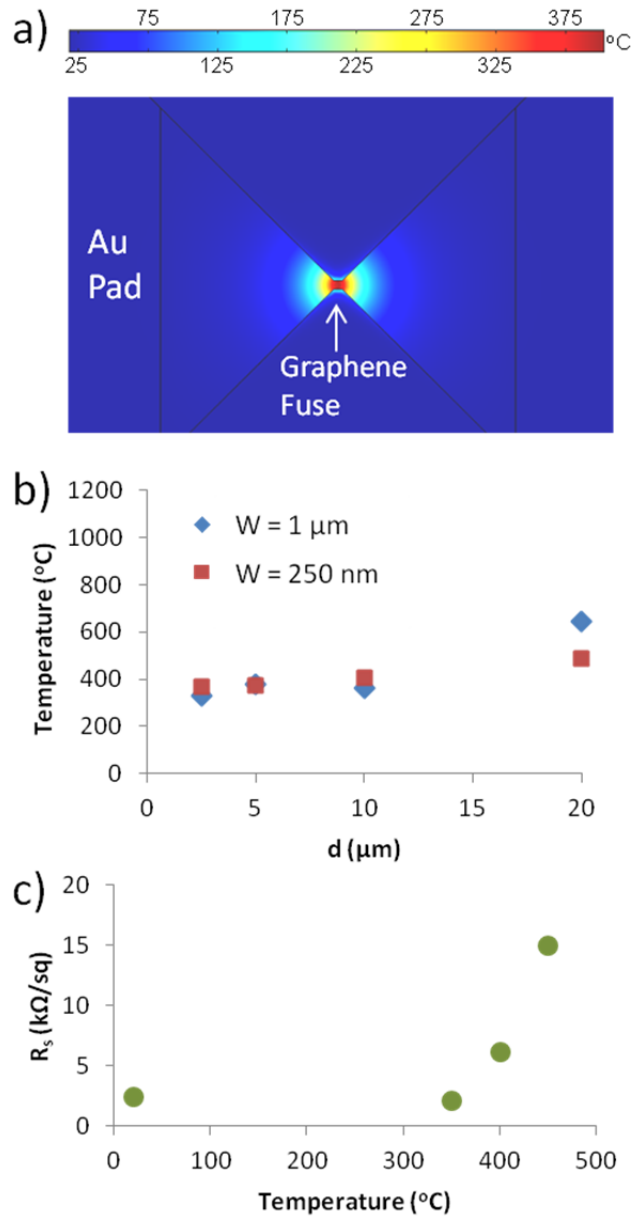 a)
75 175 275 375
°C
25 125 225 325
Au
Pad
Graphene
Fuse
b)
1200
1000
800
600
400
200
0
Temperature (°C)
W = 1 µm
W = 250 nm
0 5 10 15 20
d (µm)
c)
20
15
10
5
0
Rₛ (kΩ/sq)
0 100 200 300 400 500
Temperature (°C)